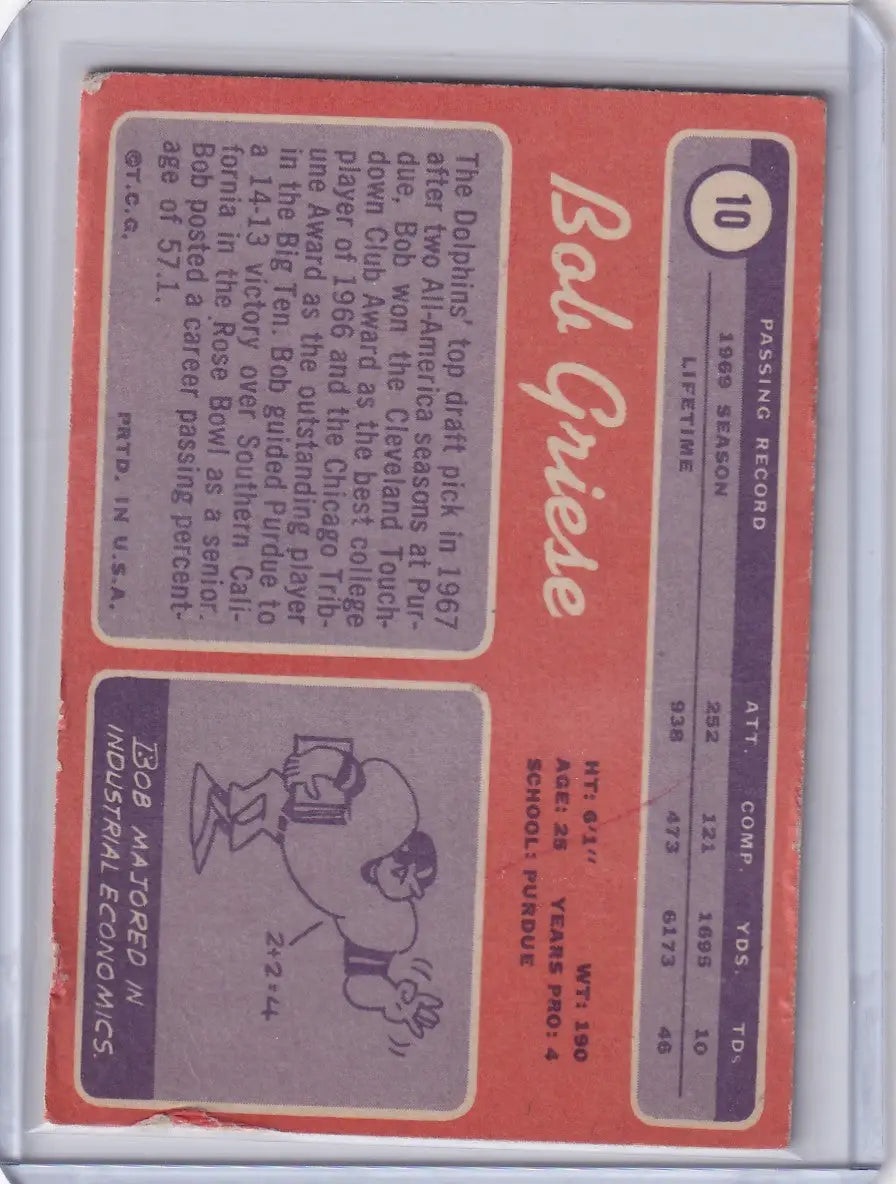 10
PASSING RECORD ATT. COMP. YDS. TDs
1969 SEASON 252 121 1695 10
LIFETIME 938 473 6173 46
Bob Griese
HT: 6'1" WT: 190
AGE: 25 YEARS PRO: 4
SCHOOL: PURDUE
The Dolphins' top draft pick in 1967
after two All-America seasons at Pur-
due, Bob won the Cleveland Touch-
down Club Award as the best college
player of 1966 and the Chicago Trib-
une Award as the outstanding player
in the Big Ten. Bob guided Purdue to
a 14-13 victory over Southern Cali-
fornia in the Rose Bowl as a senior.
Bob posted a career passing percent-
age of 57.1.
©T.C.G. PRTD. IN U.S.A.
2+2=4
BOB MAJORED IN
INDUSTRIAL ECONOMICS.